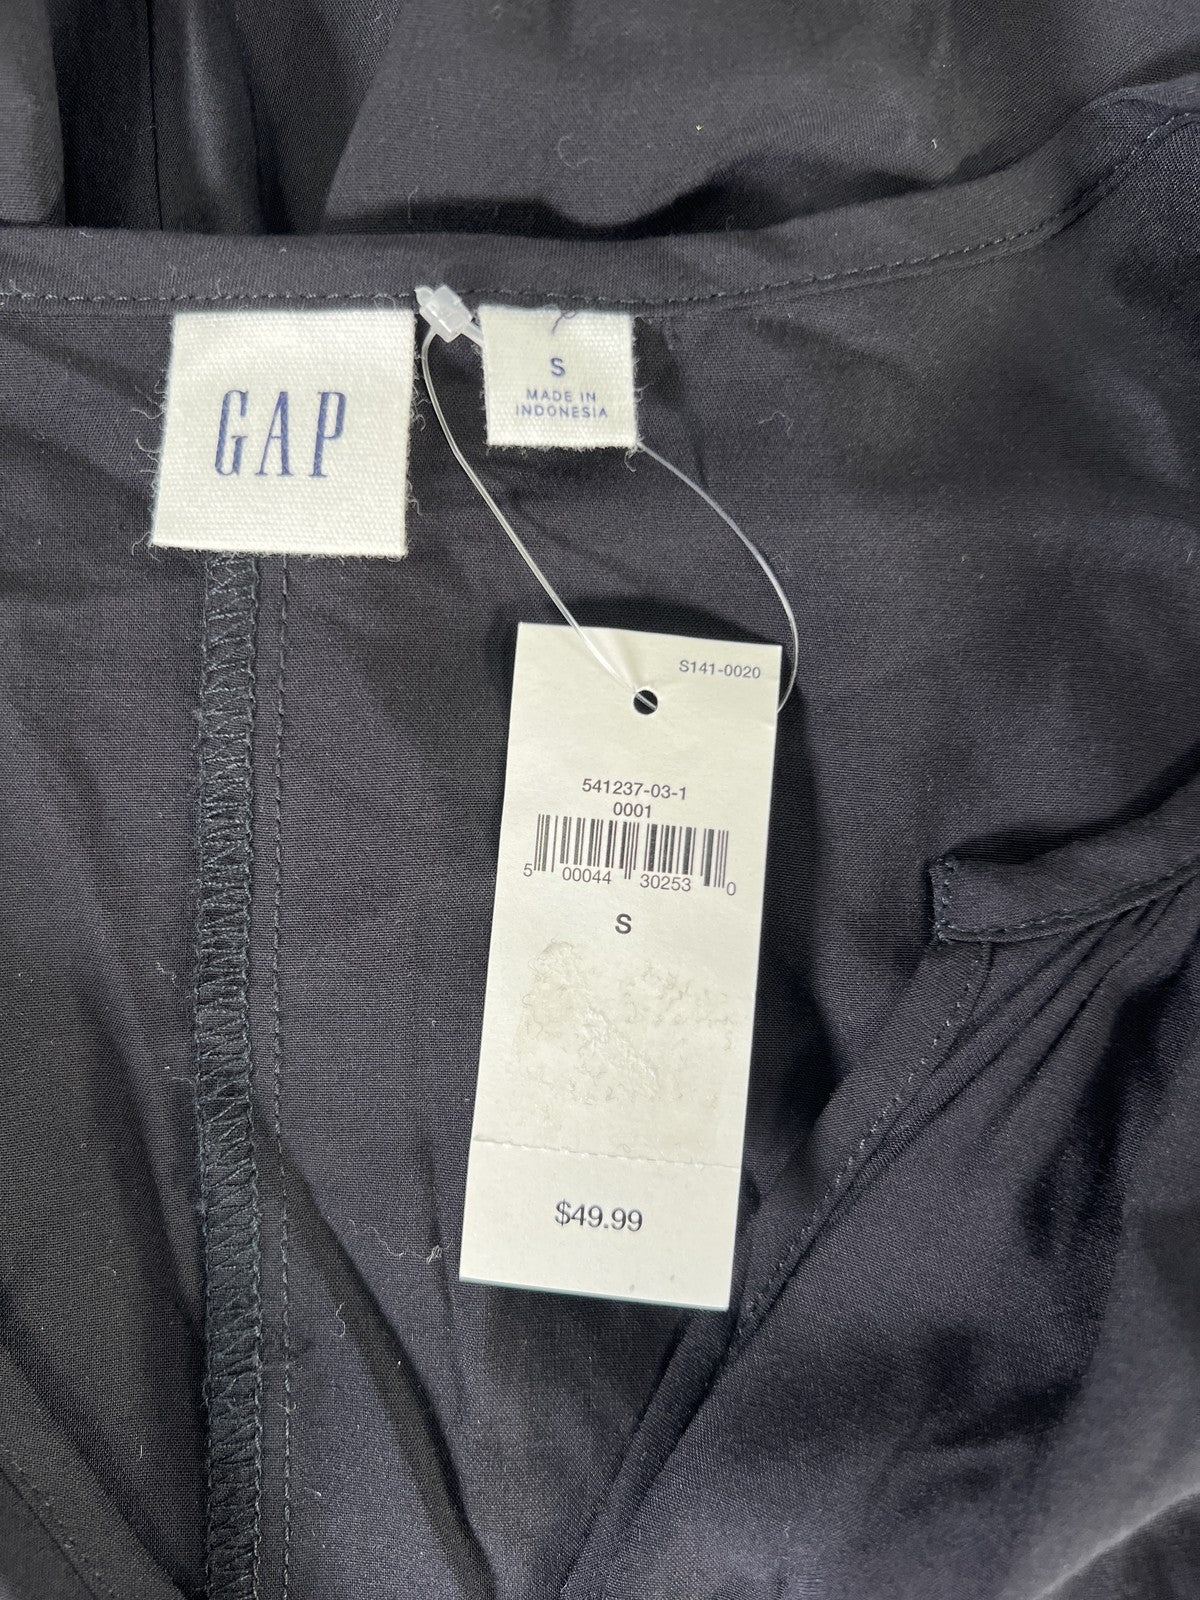 GAP
S
MADE IN
INDONESIA
S141-0020
541237-03-1
0001
5 00044 30253 0
S
$49.99